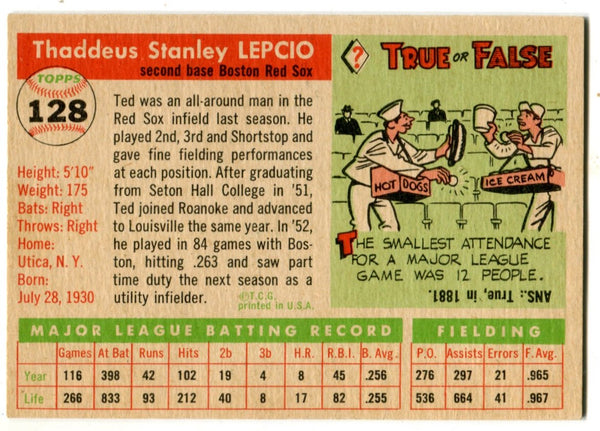 Thaddeus Stanley LEPCIO
second base Boston Red Sox
TOPPS
128
Height: 5'10"
Weight: 175
Bats: Right
Throws: Right
Home:
Utica, N. Y.
Born:
July 28, 1930
Ted was an all-around man in the
Red Sox infield last season. He
played 2nd, 3rd and Shortstop and
gave fine fielding performances
at each position. After graduating
from Seton Hall College in '51,
Ted joined Roanoke and advanced
to Louisville the same year. In '52,
he played in 84 games with Bos-
ton, hitting .263 and saw part
time duty the next season as a
utility infielder.
©T.C.G.
printed in U.S.A.
?
TRUE OR FALSE
HOT DOGS
ICE CREAM
THE SMALLEST ATTENDANCE
FOR A MAJOR LEAGUE
GAME WAS 12 PEOPLE.
ANS.: True, in 1881.
MAJOR LEAGUE BATTING RECORD
FIELDING
Games At Bat Runs Hits 2b 3b H.R. R.B.I. B. Avg. P.O. Assists Errors F. Avg.
Year 116 398 42 102 19 4 8 45 .256 276 297 21 .965
Life 266 833 93 212 40 8 17 82 .255 536 664 41 .967